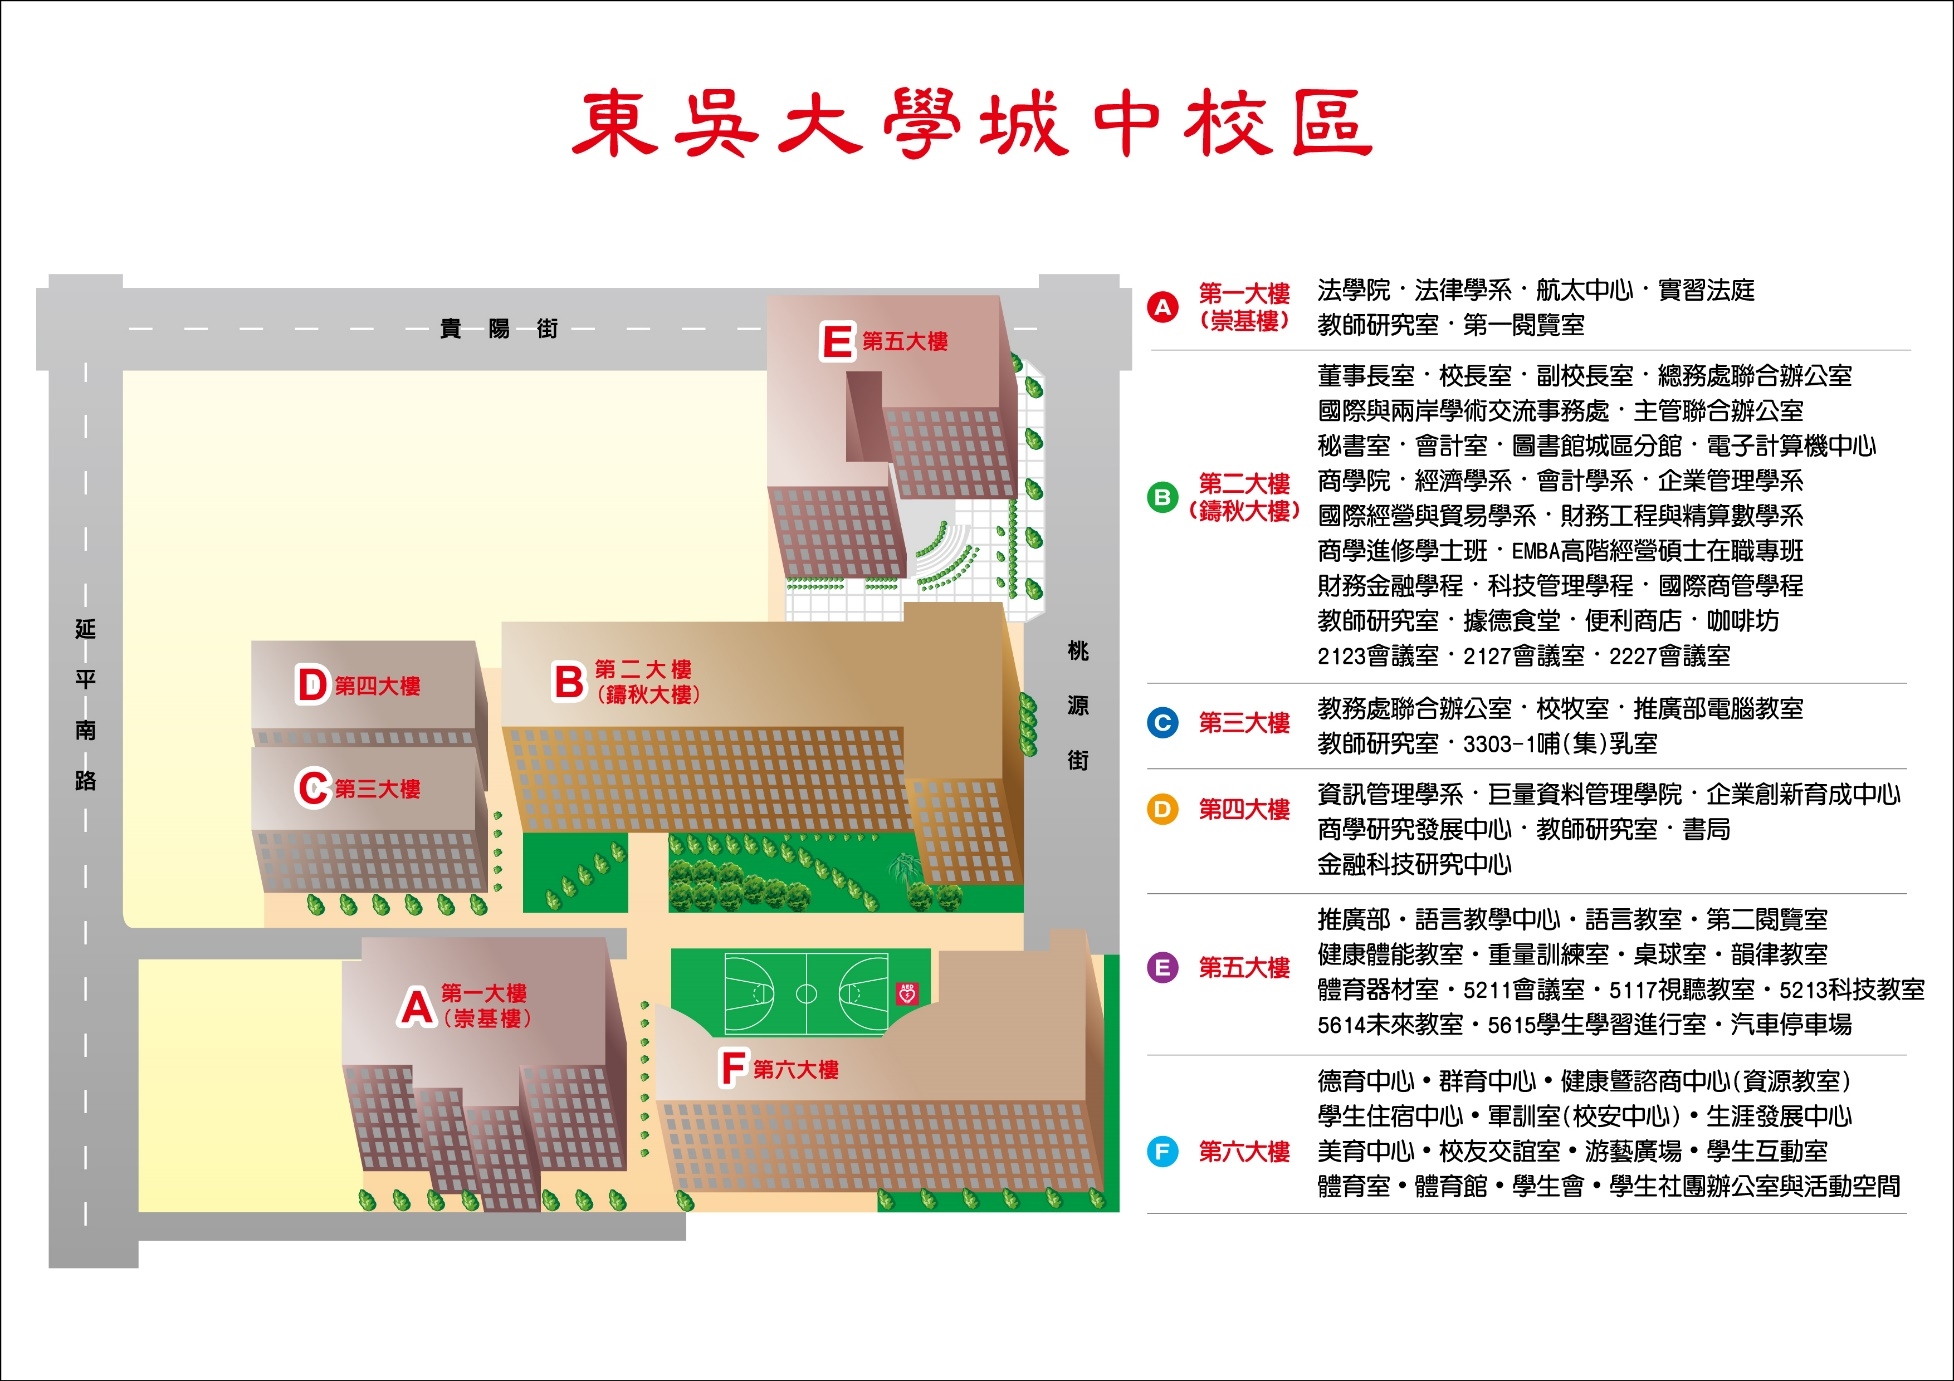 東吳大學城中校區
貴陽街
延平南路
桃源街
E 第五大樓
D 第四大樓
B 第二大樓
(鑄秋大樓)
C 第三大樓
A 第一大樓
(崇基樓)
AED
F 第六大樓
A 第一大樓
(崇基樓)
法學院‧法律學系‧航太中心‧實習法庭
教師研究室‧第一閱覽室
B 第二大樓
(鑄秋大樓)
董事長室‧校長室‧副校長室‧總務處聯合辦公室
國際與兩岸學術交流事務處‧主管聯合辦公室
秘書室‧會計室‧圖書館城區分館‧電子計算機中心
商學院‧經濟學系‧會計學系‧企業管理學系
國際經營與貿易學系‧財務工程與精算數學系
商學進修學士班‧EMBA高階經營碩士在職專班
財務金融學程‧科技管理學程‧國際商管學程
教師研究室‧據德食堂‧便利商店‧咖啡坊
2123會議室‧2127會議室‧2227會議室
C 第三大樓
教務處聯合辦公室‧校牧室‧推廣部電腦教室
教師研究室‧3303-1哺(集)乳室
D 第四大樓
資訊管理學系‧巨量資料管理學院‧企業創新育成中心
商學研究發展中心‧教師研究室‧書局
金融科技研究中心
E 第五大樓
推廣部‧語言教學中心‧語言教室‧第二閱覽室
健康體能教室‧重量訓練室‧桌球室‧韻律教室
體育器材室‧5211會議室‧5117視聽教室‧5213科技教室
5614未來教室‧5615學生學習進行室‧汽車停車場
F 第六大樓
德育中心•群育中心•健康暨諮商中心(資源教室)
學生住宿中心•軍訓室(校安中心)•生涯發展中心
美育中心•校友交誼室•游藝廣場•學生互動室
體育室•體育館•學生會•學生社團辦公室與活動空間